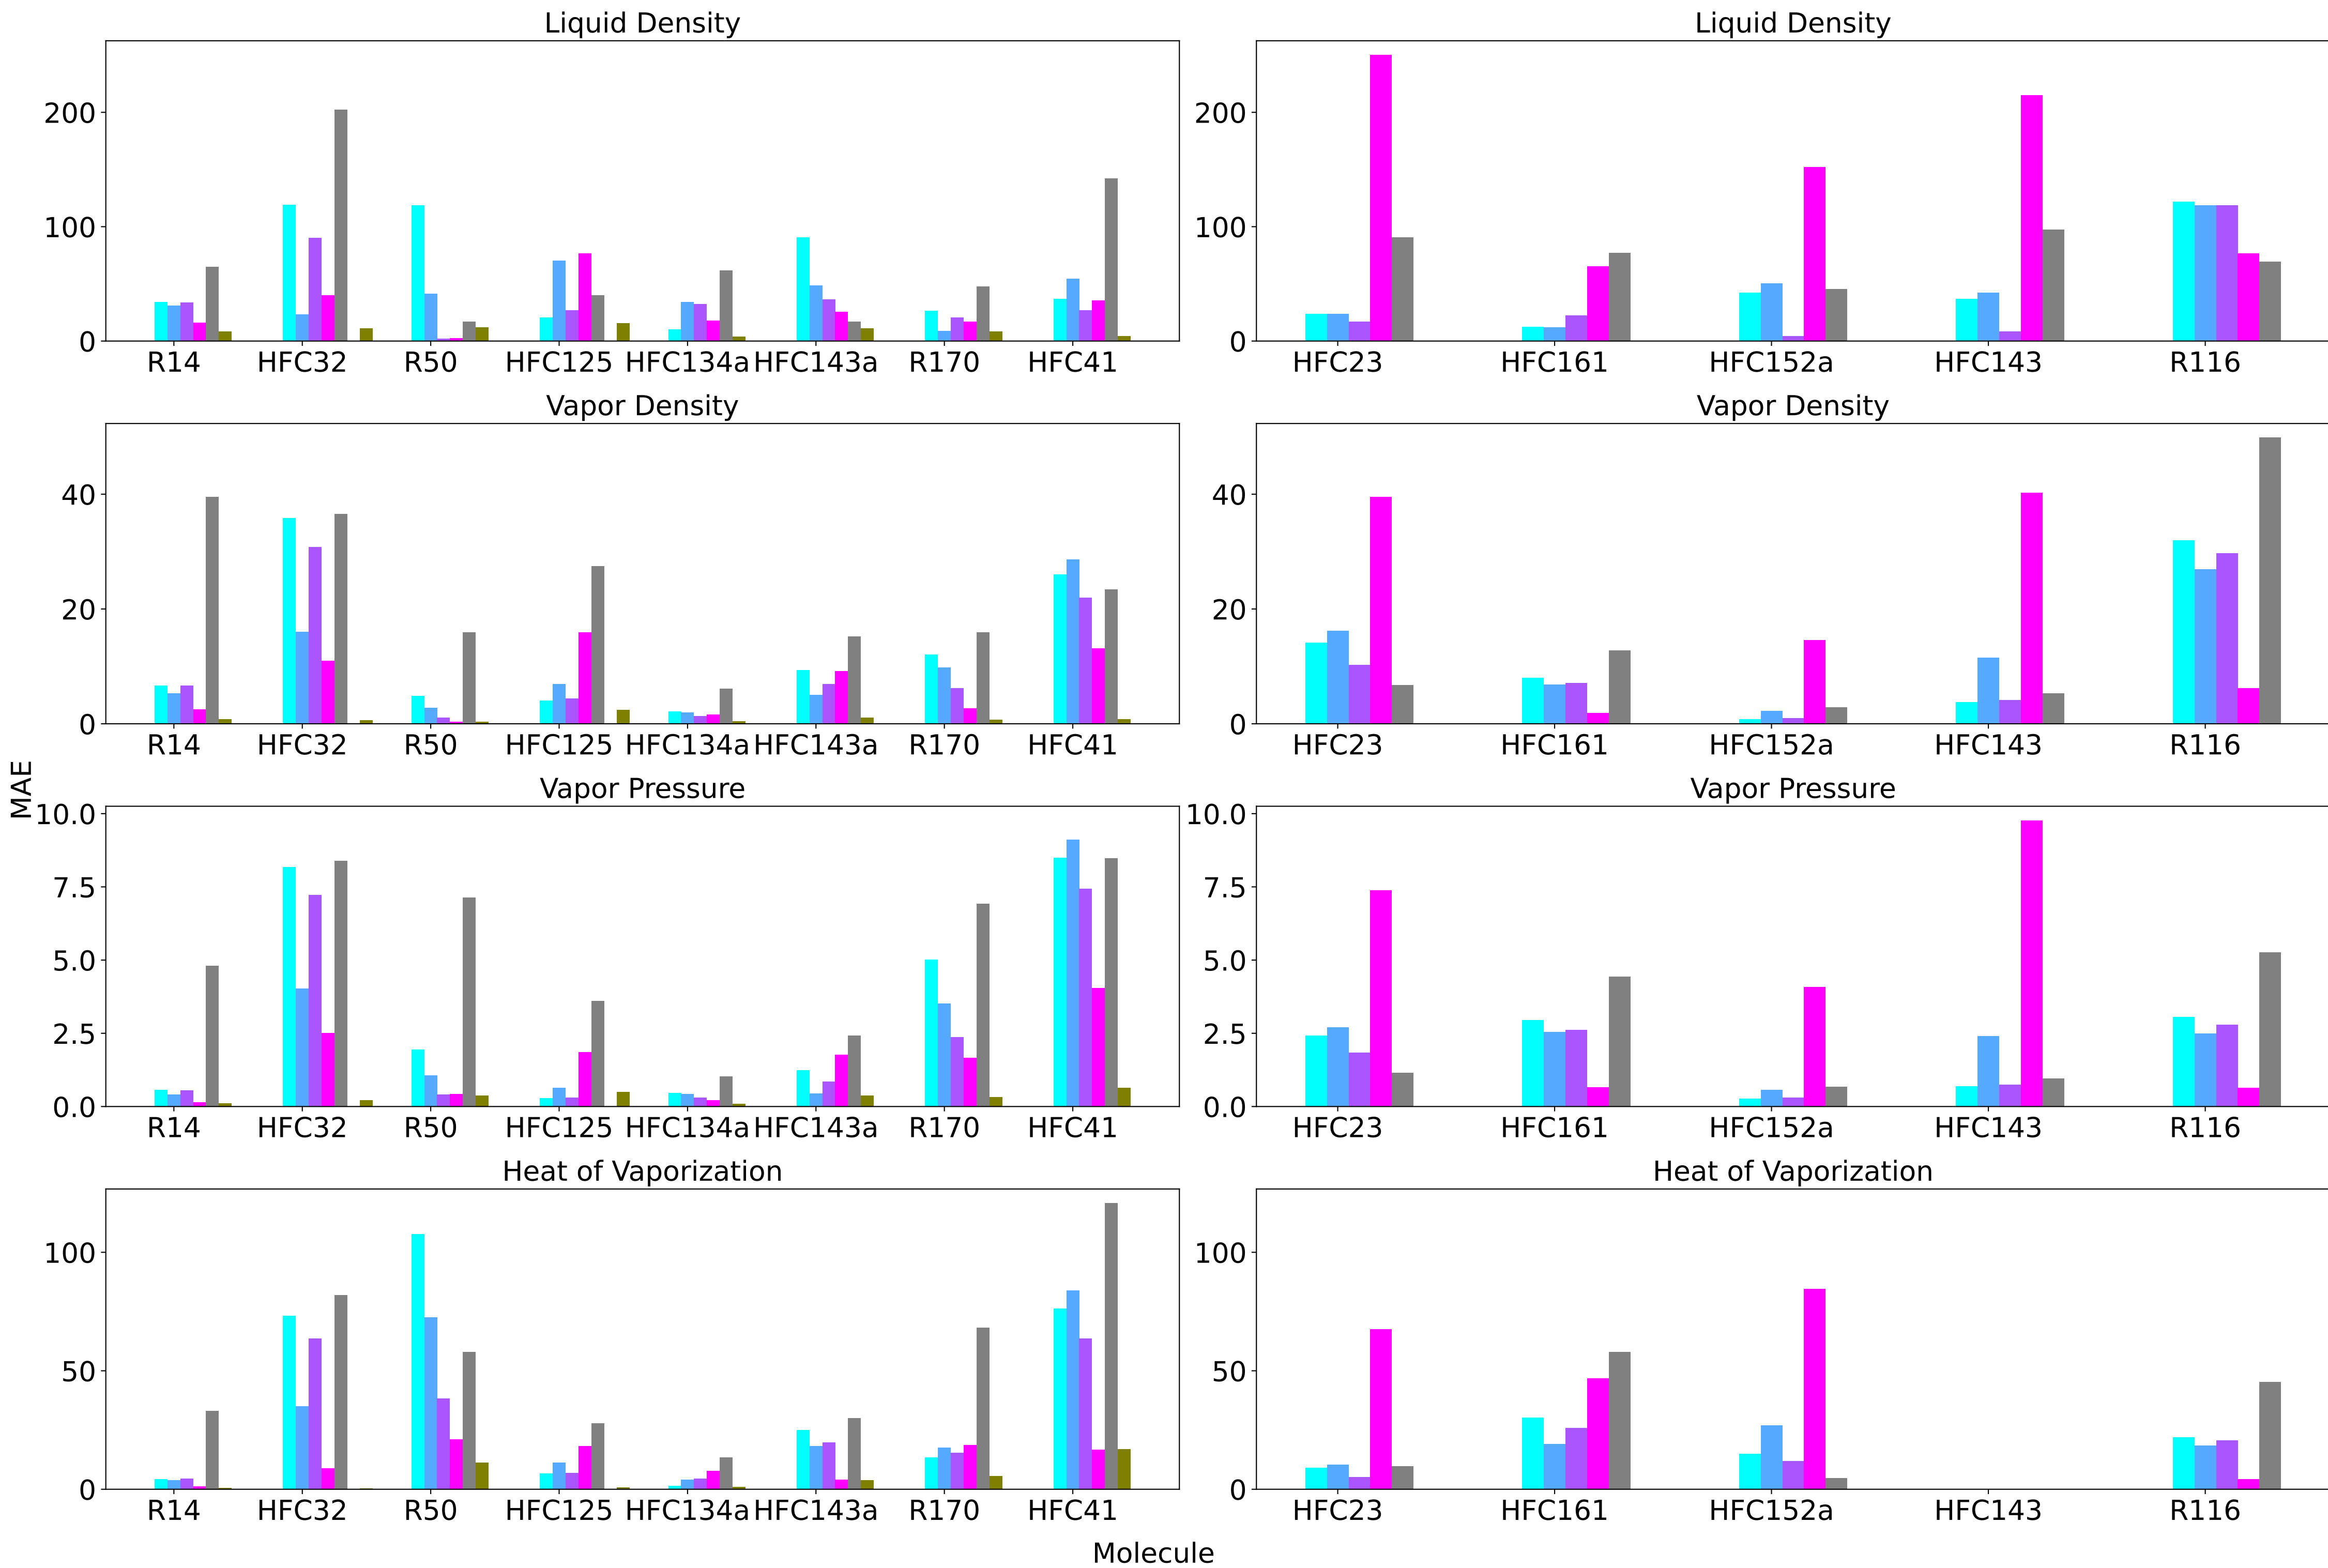 Liquid Density
Liquid Density
200
100
0
R14 HFC32 R50 HFC125 HFC134a HFC143a R170 HFC41
200
100
0
HFC23 HFC161 HFC152a HFC143 R116
Vapor Density
Vapor Density
40
20
0
R14 HFC32 R50 HFC125 HFC134a HFC143a R170 HFC41
40
20
0
HFC23 HFC161 HFC152a HFC143 R116
MAE
Vapor Pressure
Vapor Pressure
10.0
7.5
5.0
2.5
0.0
R14 HFC32 R50 HFC125 HFC134a HFC143a R170 HFC41
10.0
7.5
5.0
2.5
0.0
HFC23 HFC161 HFC152a HFC143 R116
Heat of Vaporization
Heat of Vaporization
100
50
0
R14 HFC32 R50 HFC125 HFC134a HFC143a R170 HFC41
100
50
0
HFC23 HFC161 HFC152a HFC143 R116
Molecule